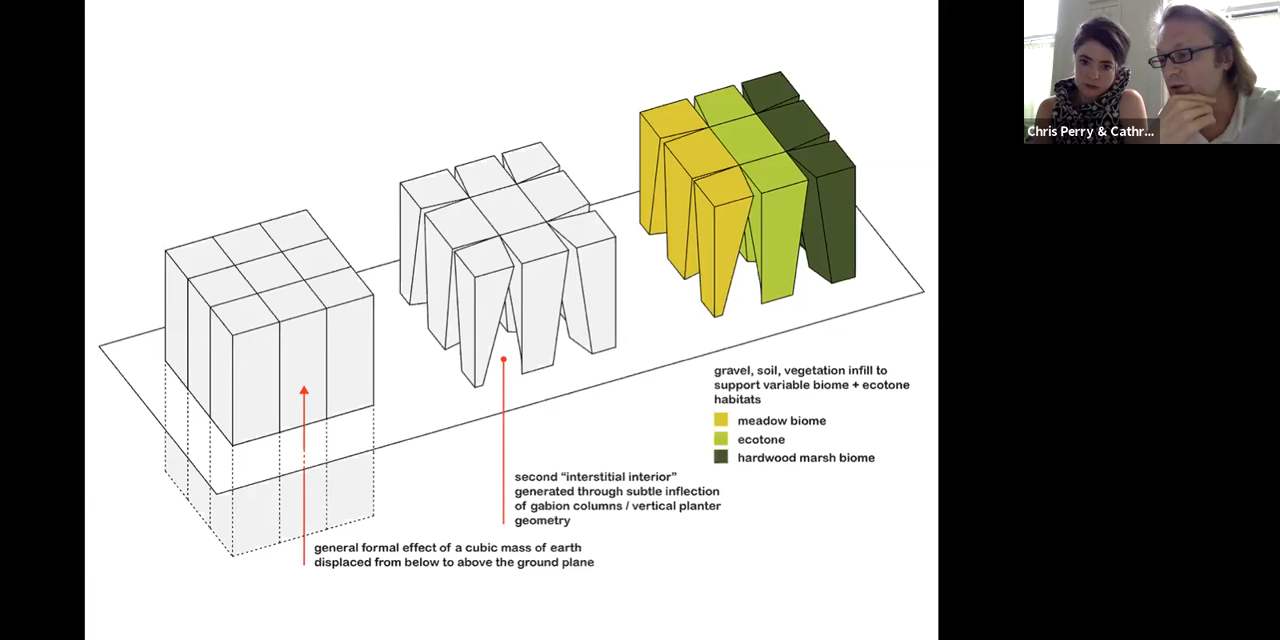 Chris Perry & Cathr...
gravel, soil, vegetation infill to
support variable biome + ecotone
habitats
meadow biome
ecotone
hardwood marsh biome
second “interstitial interior”
generated through subtle inflection
of gabion columns / vertical planter
geometry
general formal effect of a cubic mass of earth
displaced from below to above the ground plane